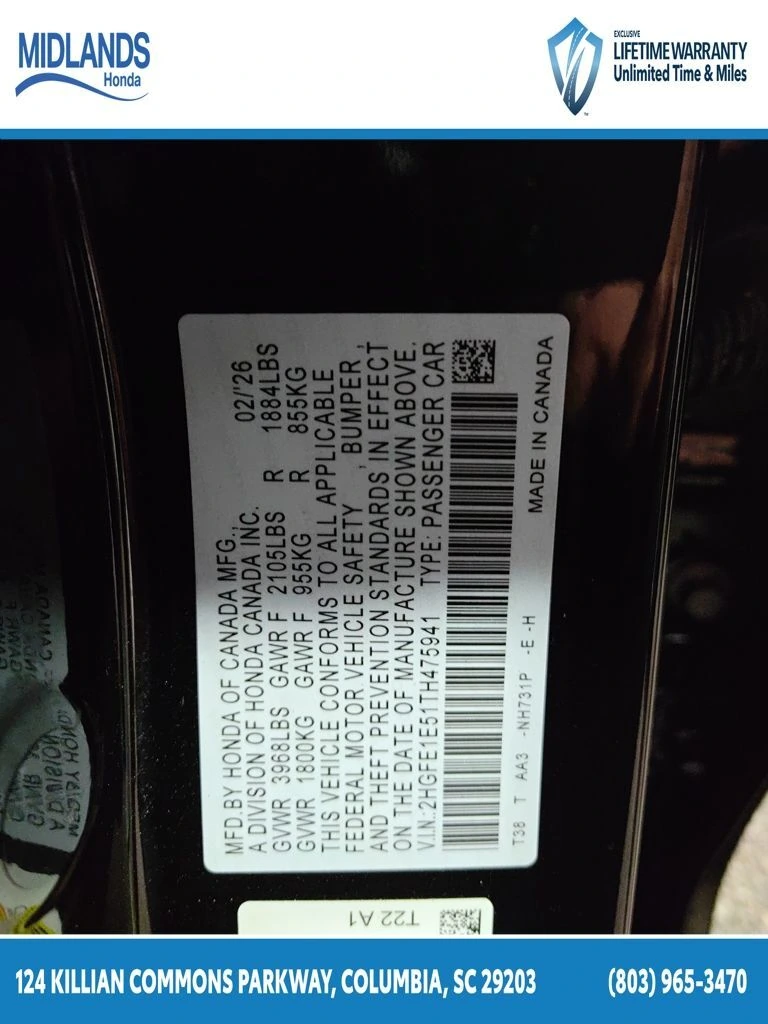 MIDLANDS
Honda
EXCLUSIVE
LIFETIME WARRANTY
Unlimited Time & Miles
TM
MFD.BY HONDA OF CANADA MFG., 02/'26
A DIVISION OF HONDA CANADA INC.
GVWR 3968LBS GAWR F 2105LBS R 1884LBS
GVWR 1800KG GAWR F 955KG R 855KG
THIS VEHICLE CONFORMS TO ALL APPLICABLE
FEDERAL MOTOR VEHICLE SAFETY , BUMPER ,
AND THEFT PREVENTION STANDARDS IN EFFECT
ON THE DATE OF MANUFACTURE SHOWN ABOVE.
V.I.N.:2HGFE1E51TH475941 TYPE: PASSENGER CAR
T38 T AA3 -NH731P -E -H
MADE IN CANADA
T22 A1
124 KILLIAN COMMONS PARKWAY, COLUMBIA, SC 29203
(803) 965-3470